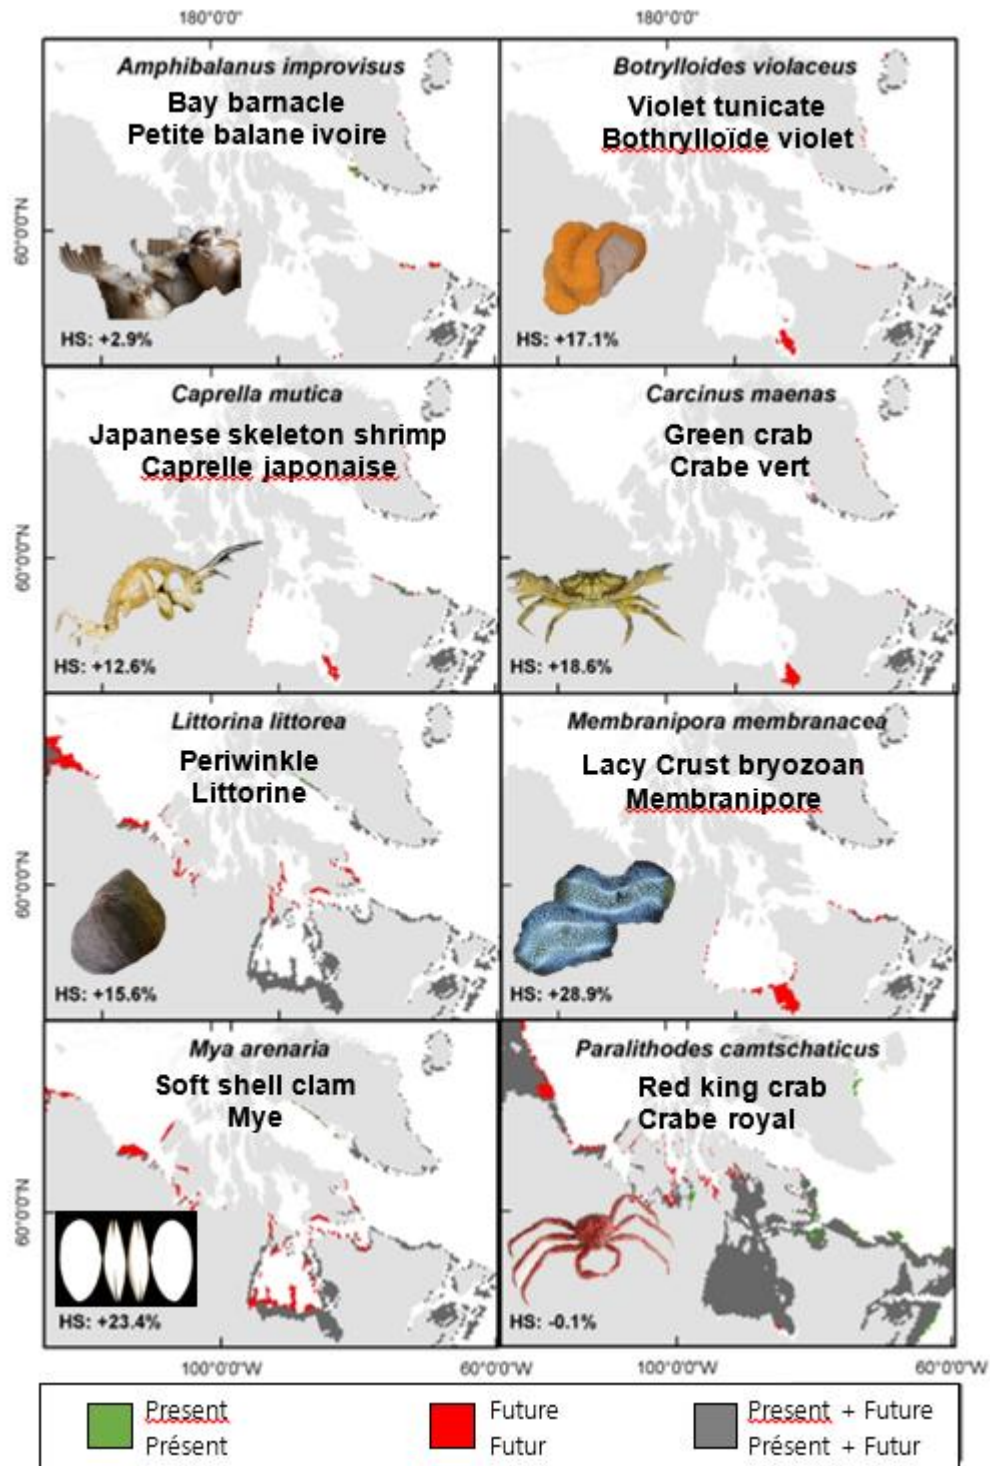 180°0'0" 180°0'0"
Amphibalanus improvisus
Bay barnacle
Petite balane ivoire
HS: +2.9%
Botrylloides violaceus
Violet tunicate
Bothrylloïde violet
HS: +17.1%
60°0'0"N
Caprella mutica
Japanese skeleton shrimp
Caprelle japonaise
HS: +12.6%
Carcinus maenas
Green crab
Crabe vert
HS: +18.6%
60°0'0"N
Littorina littorea
Periwinkle
Littorine
HS: +15.6%
Membranipora membranacea
Lacy Crust bryozoan
Membranipore
HS: +28.9%
60°0'0"N
Mya arenaria
Soft shell clam
Mye
HS: +23.4%
Paralithodes camtschaticus
Red king crab
Crabe royal
HS: -0.1%
60°0'0"N
100°0'0"W 60°0'0"W 100°0'0"W 60°0'0"W
Present
Présent
Future
Futur
Present + Future
Présent + Futur